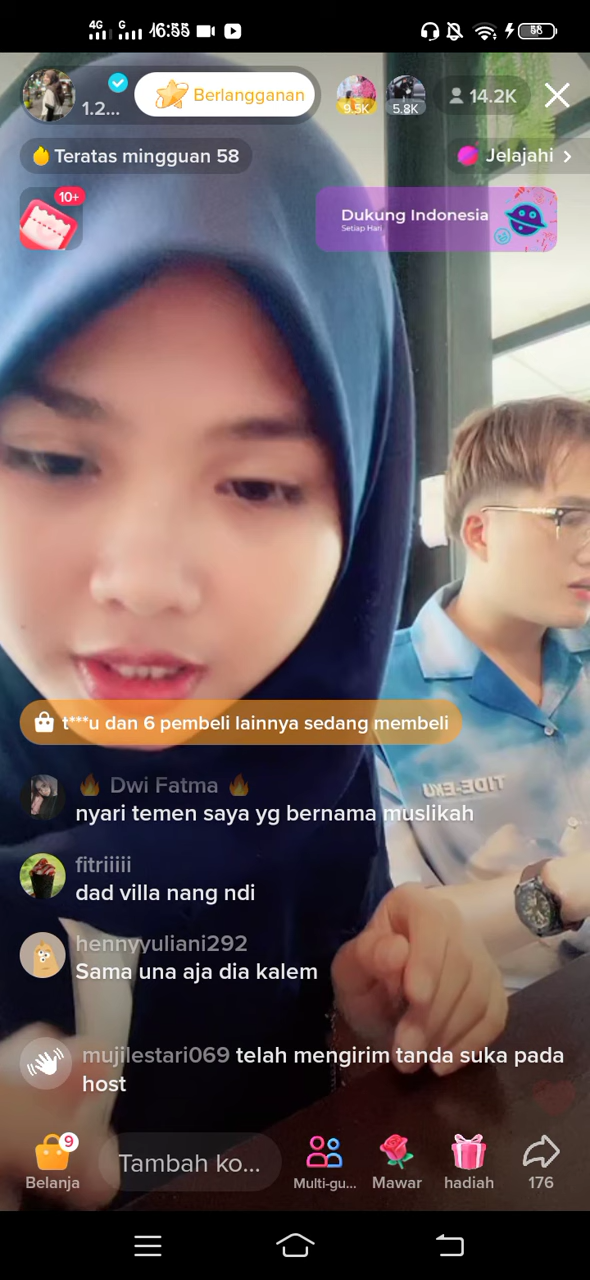 4G
G
16:55
58
1.2...
Berlangganan
9.5K
5.8K
14.2K
Teratas mingguan 58
Jelajahi
10+
Dukung Indonesia
Setiap Hari
t***u dan 6 pembeli lainnya sedang membeli
TIDE-EKU
Dwi Fatma
nyari temen saya yg bernama muslikah
fitriiiii
dad villa nang ndi
hennyyuliani292
Sama una aja dia kalem
mujilestari069 telah mengirim tanda suka pada
host
9
Tambah ko...
Belanja
Multi-gu...
Mawar
hadiah
176